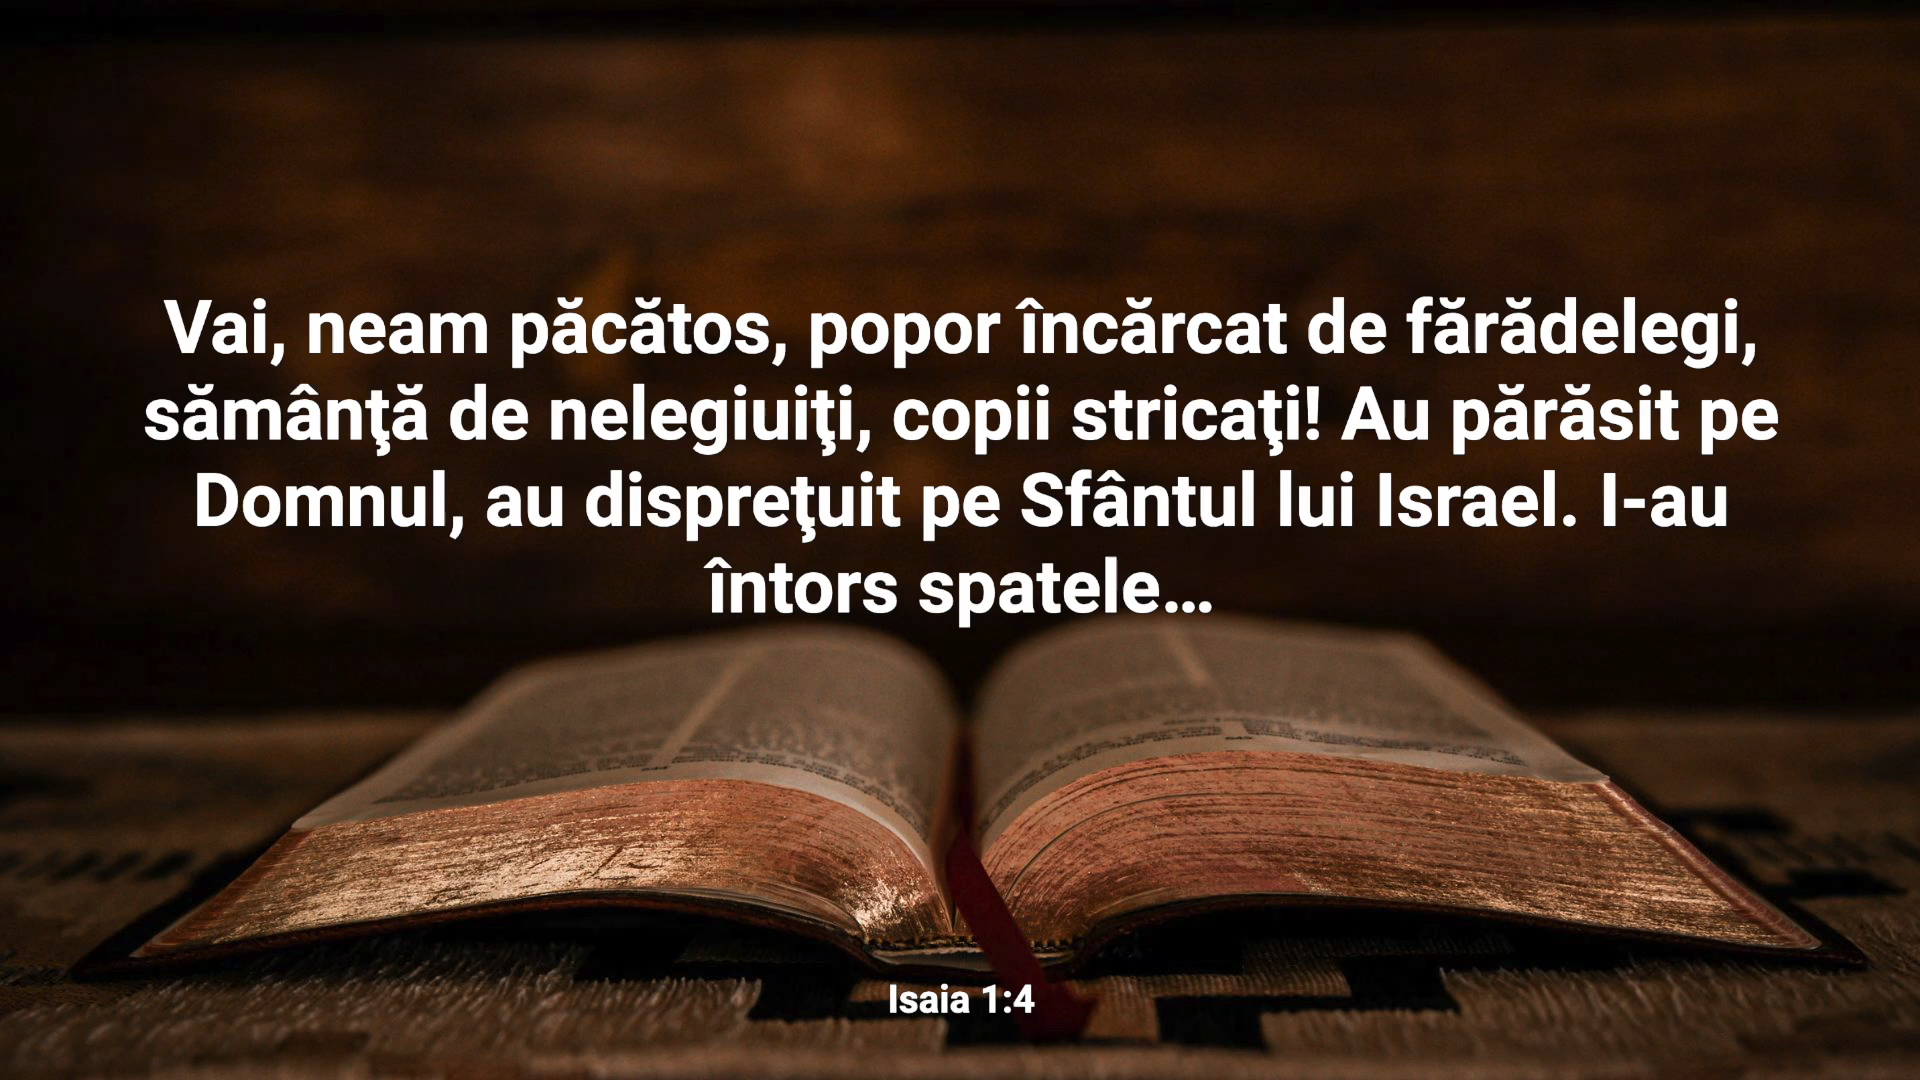 Vai, neam păcătos, popor încărcat de fărădelegi,
sămânţă de nelegiuiţi, copii stricaţi! Au părăsit pe
Domnul, au dispreţuit pe Sfântul lui Israel. I-au
întors spatele…
Isaia 1:4